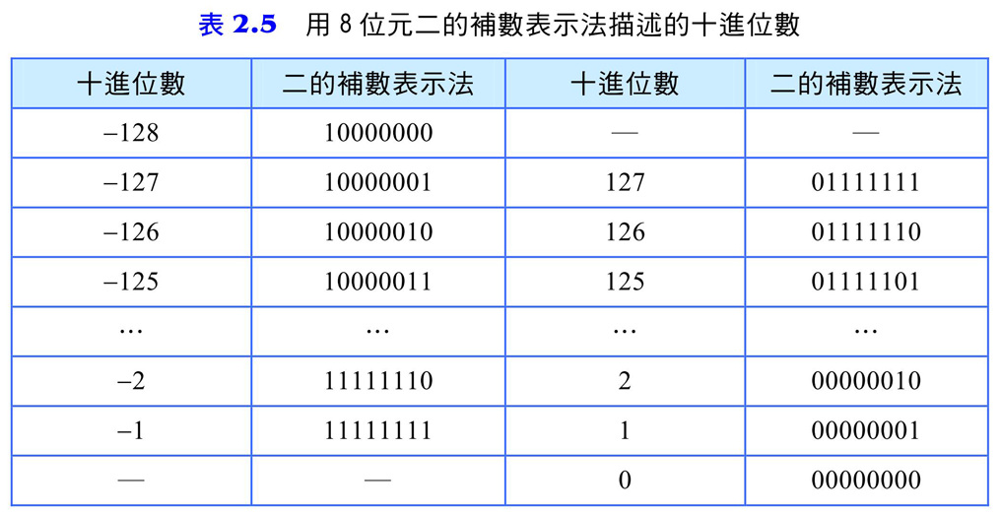 表 2.5 用 8 位元二的補數表示法描述的十進位數
十進位數 二的補數表示法 十進位數 二的補數表示法
–128 10000000 — —
–127 10000001 127 01111111
–126 10000010 126 01111110
–125 10000011 125 01111101
… … … …
–2 11111110 2 00000010
–1 11111111 1 00000001
— — 0 00000000